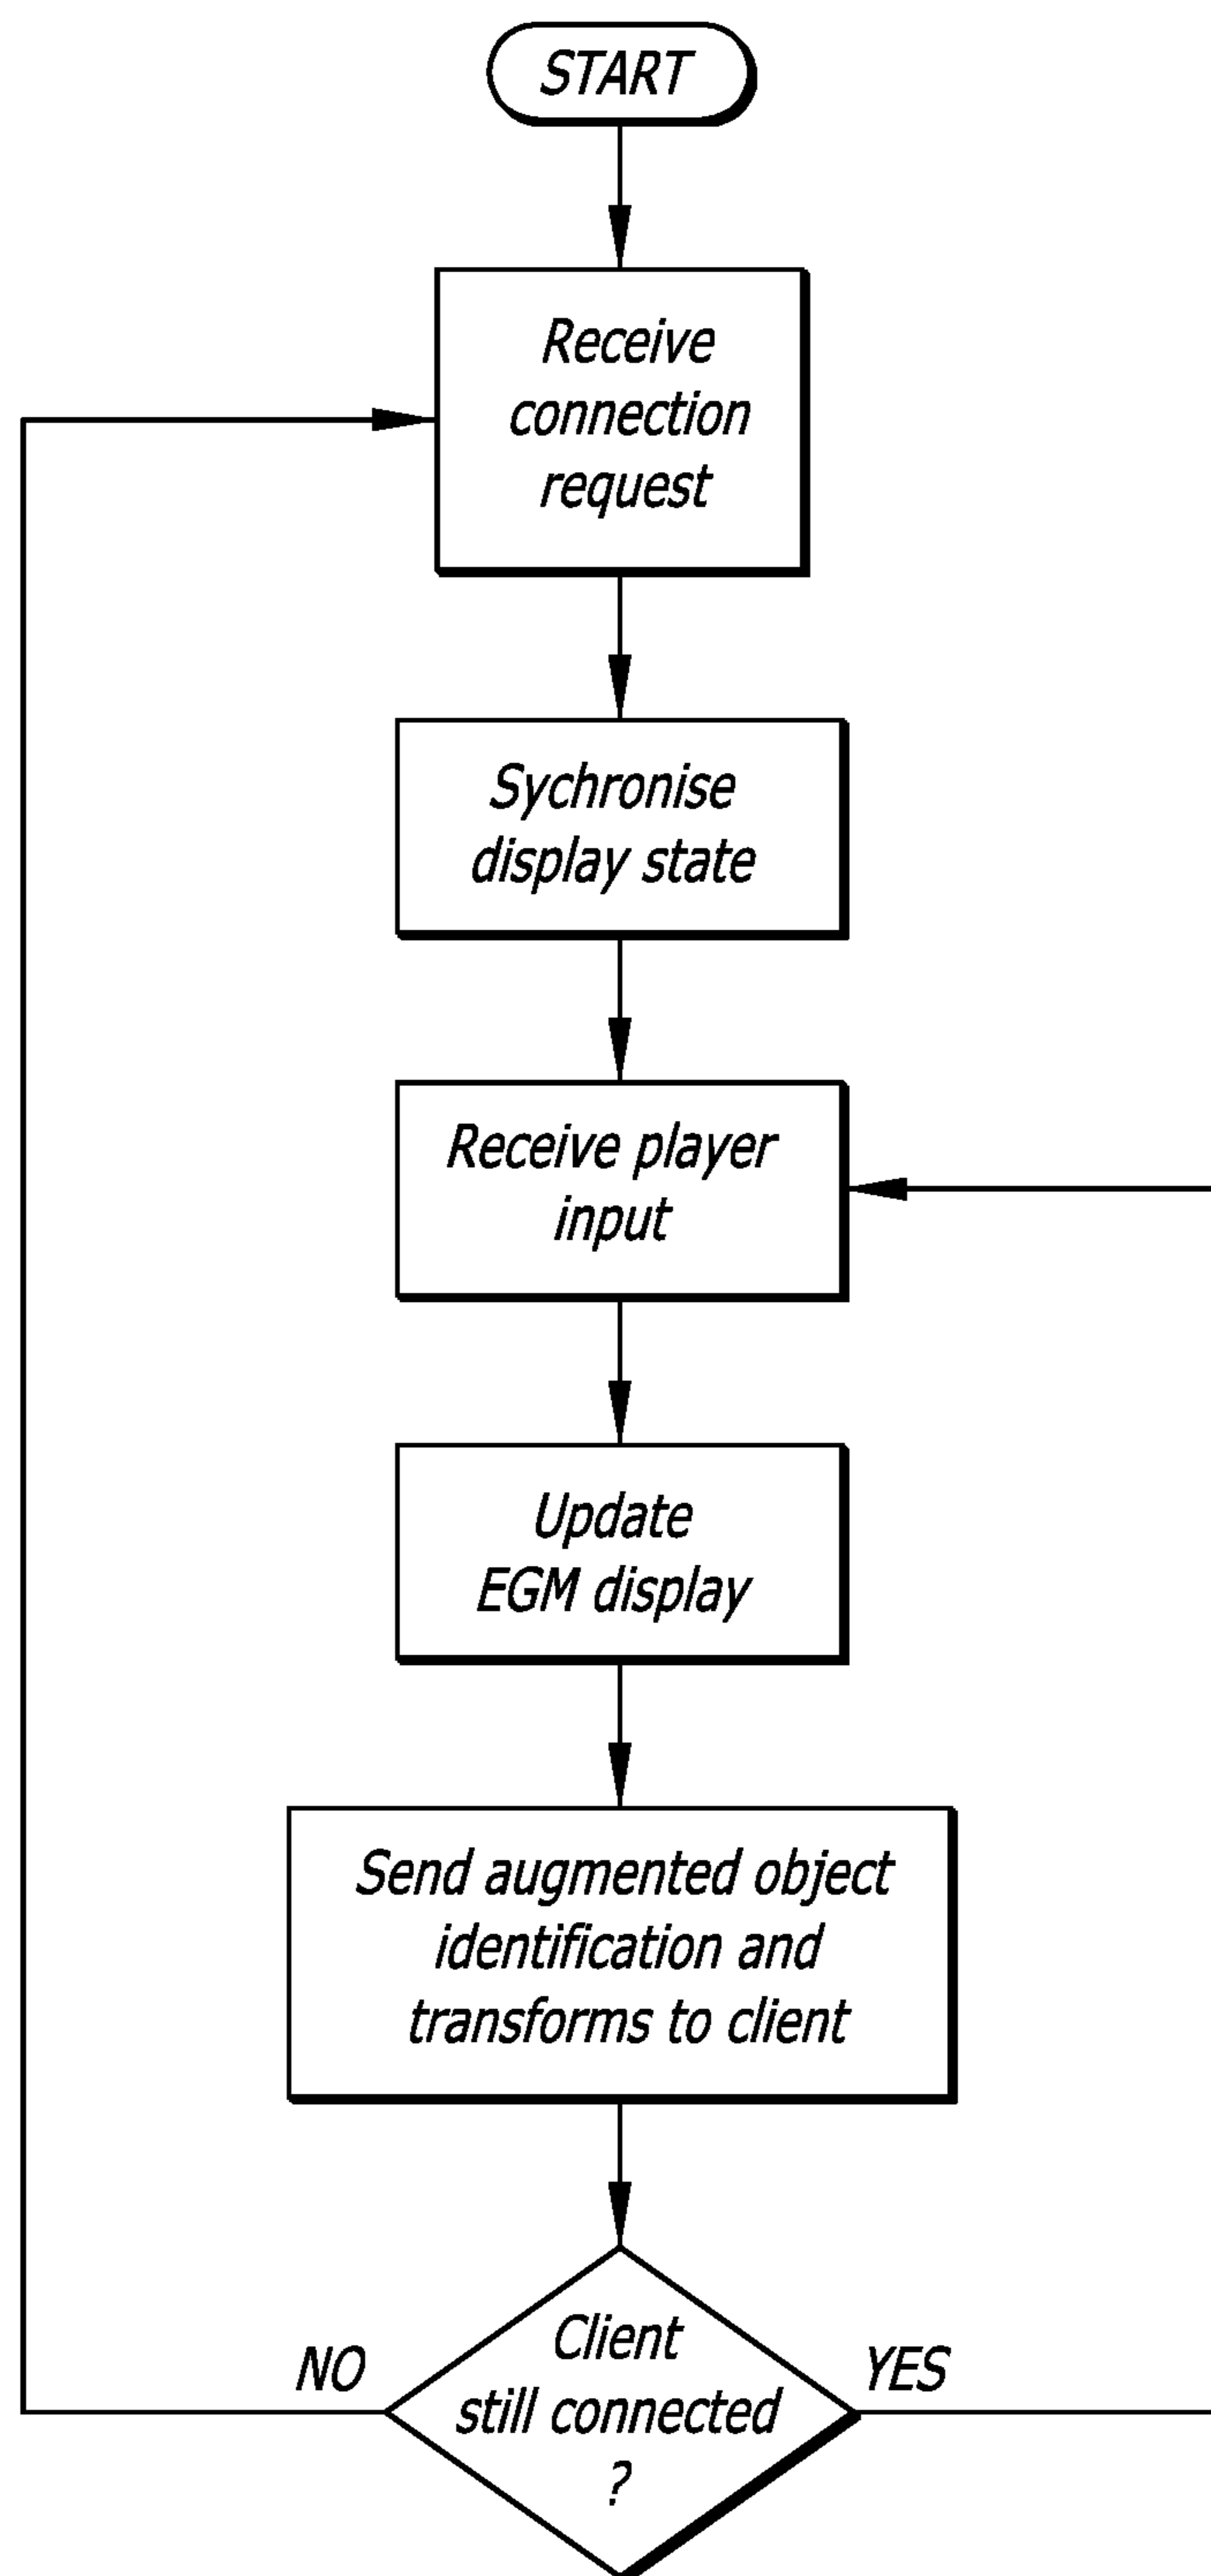 START
Receive
connection
request
Sychronise
display state
Receive player
input
Update
EGM display
Send augmented object
identification and
transforms to client
Client
NO
YES
still connected
?